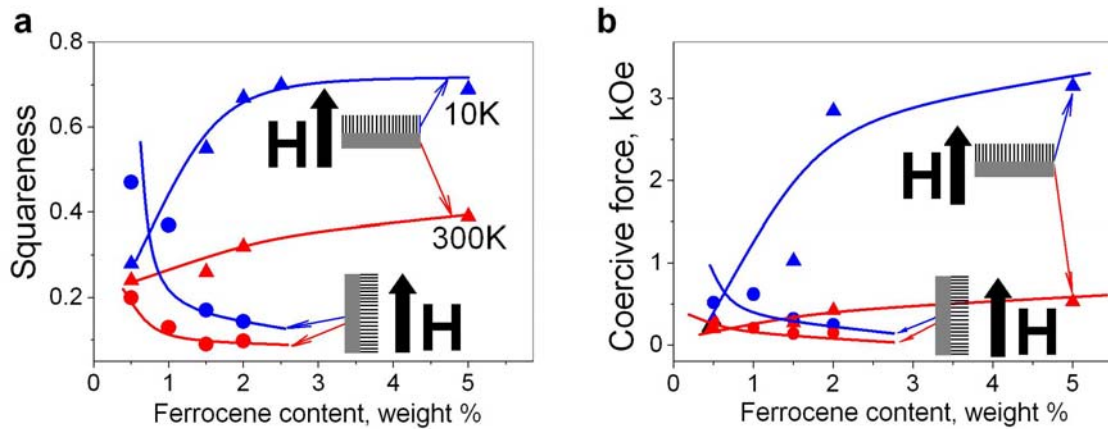 a
0.8
0.6
0.4
0.2
Squareness
H
10K
300K
H
0
1
2
3
4
5
Ferrocene content, weight %
b
3
2
1
0
Coercive force, kOe
H
H
0
1
2
3
4
5
Ferrocene content, weight %